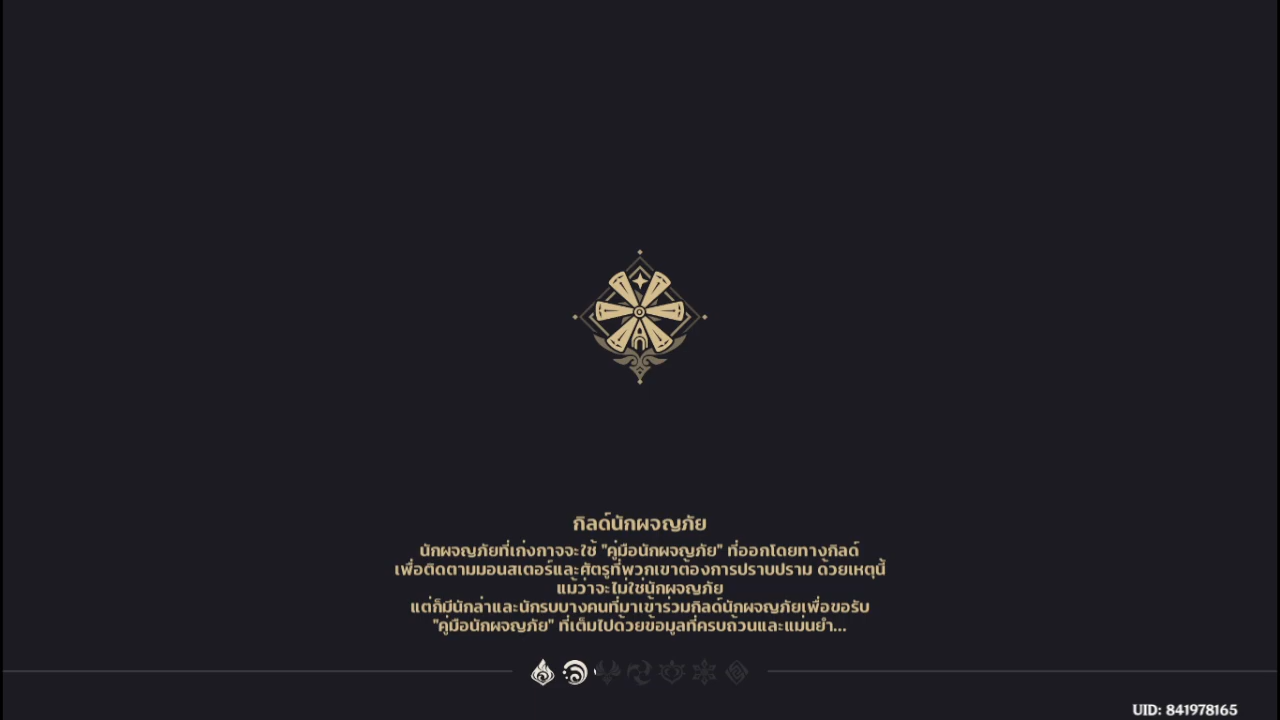 กิลด์นักผจญภัย
นักผจญภัยที่เก่งกาจจะใช้ "คู่มือนักผจญภัย" ที่ออกโดยทางกิลด์
เพื่อติดตามมอนสเตอร์และศัตรูที่พวกเขาต้องการปราบปราม ด้วยเหตุนี้
แม้ว่าจะไม่ใช่นักผจญภัย
แต่ก็มีนักล่าและนักรบบางคนที่มาเข้าร่วมกิลด์นักผจญภัยเพื่อขอรับ
"คู่มือนักผจญภัย" ที่เต็มไปด้วยข้อมูลที่ครบถ้วนและแม่นยำ...
UID: 841978165